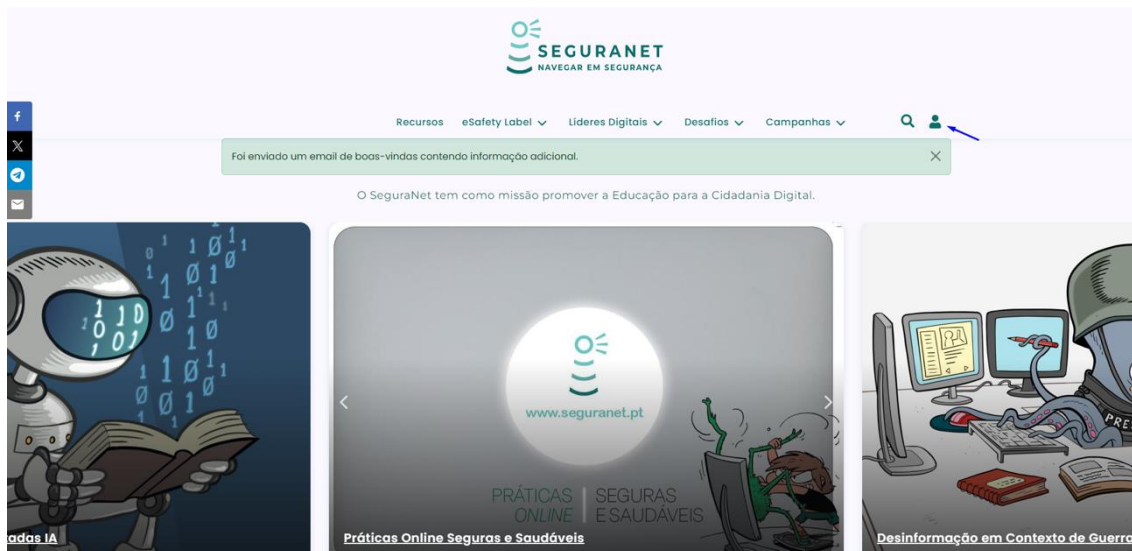 SEGURANET
NAVEGAR EM SEGURANÇA
Recursos eSafety Label Líderes Digitais Desafios Campanhas
Foi enviado um email de boas-vindas contendo informação adicional.
O SeguraNet tem como missão promover a Educação para a Cidadania Digital.
www.seguranet.pt
PRÁTICAS SEGURAS
ONLINE E SAUDÁVEIS
tadas IA
Práticas Online Seguras e Saudáveis
Desinformação em Contexto de Guerra
PRE